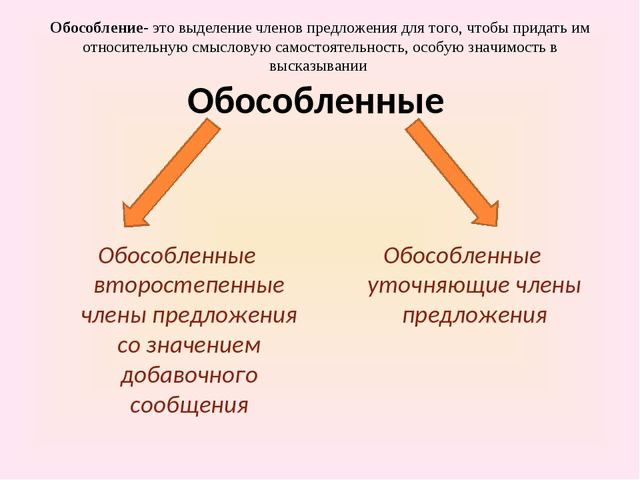 Обособление- это выделение членов предложения для того, чтобы придать им
относительную смысловую самостоятельность, особую значимость в
высказывании
Обособленные
Обособленные
второстепенные
члены предложения
со значением
добавочного
сообщения
Обособленные
уточняющие члены
предложения